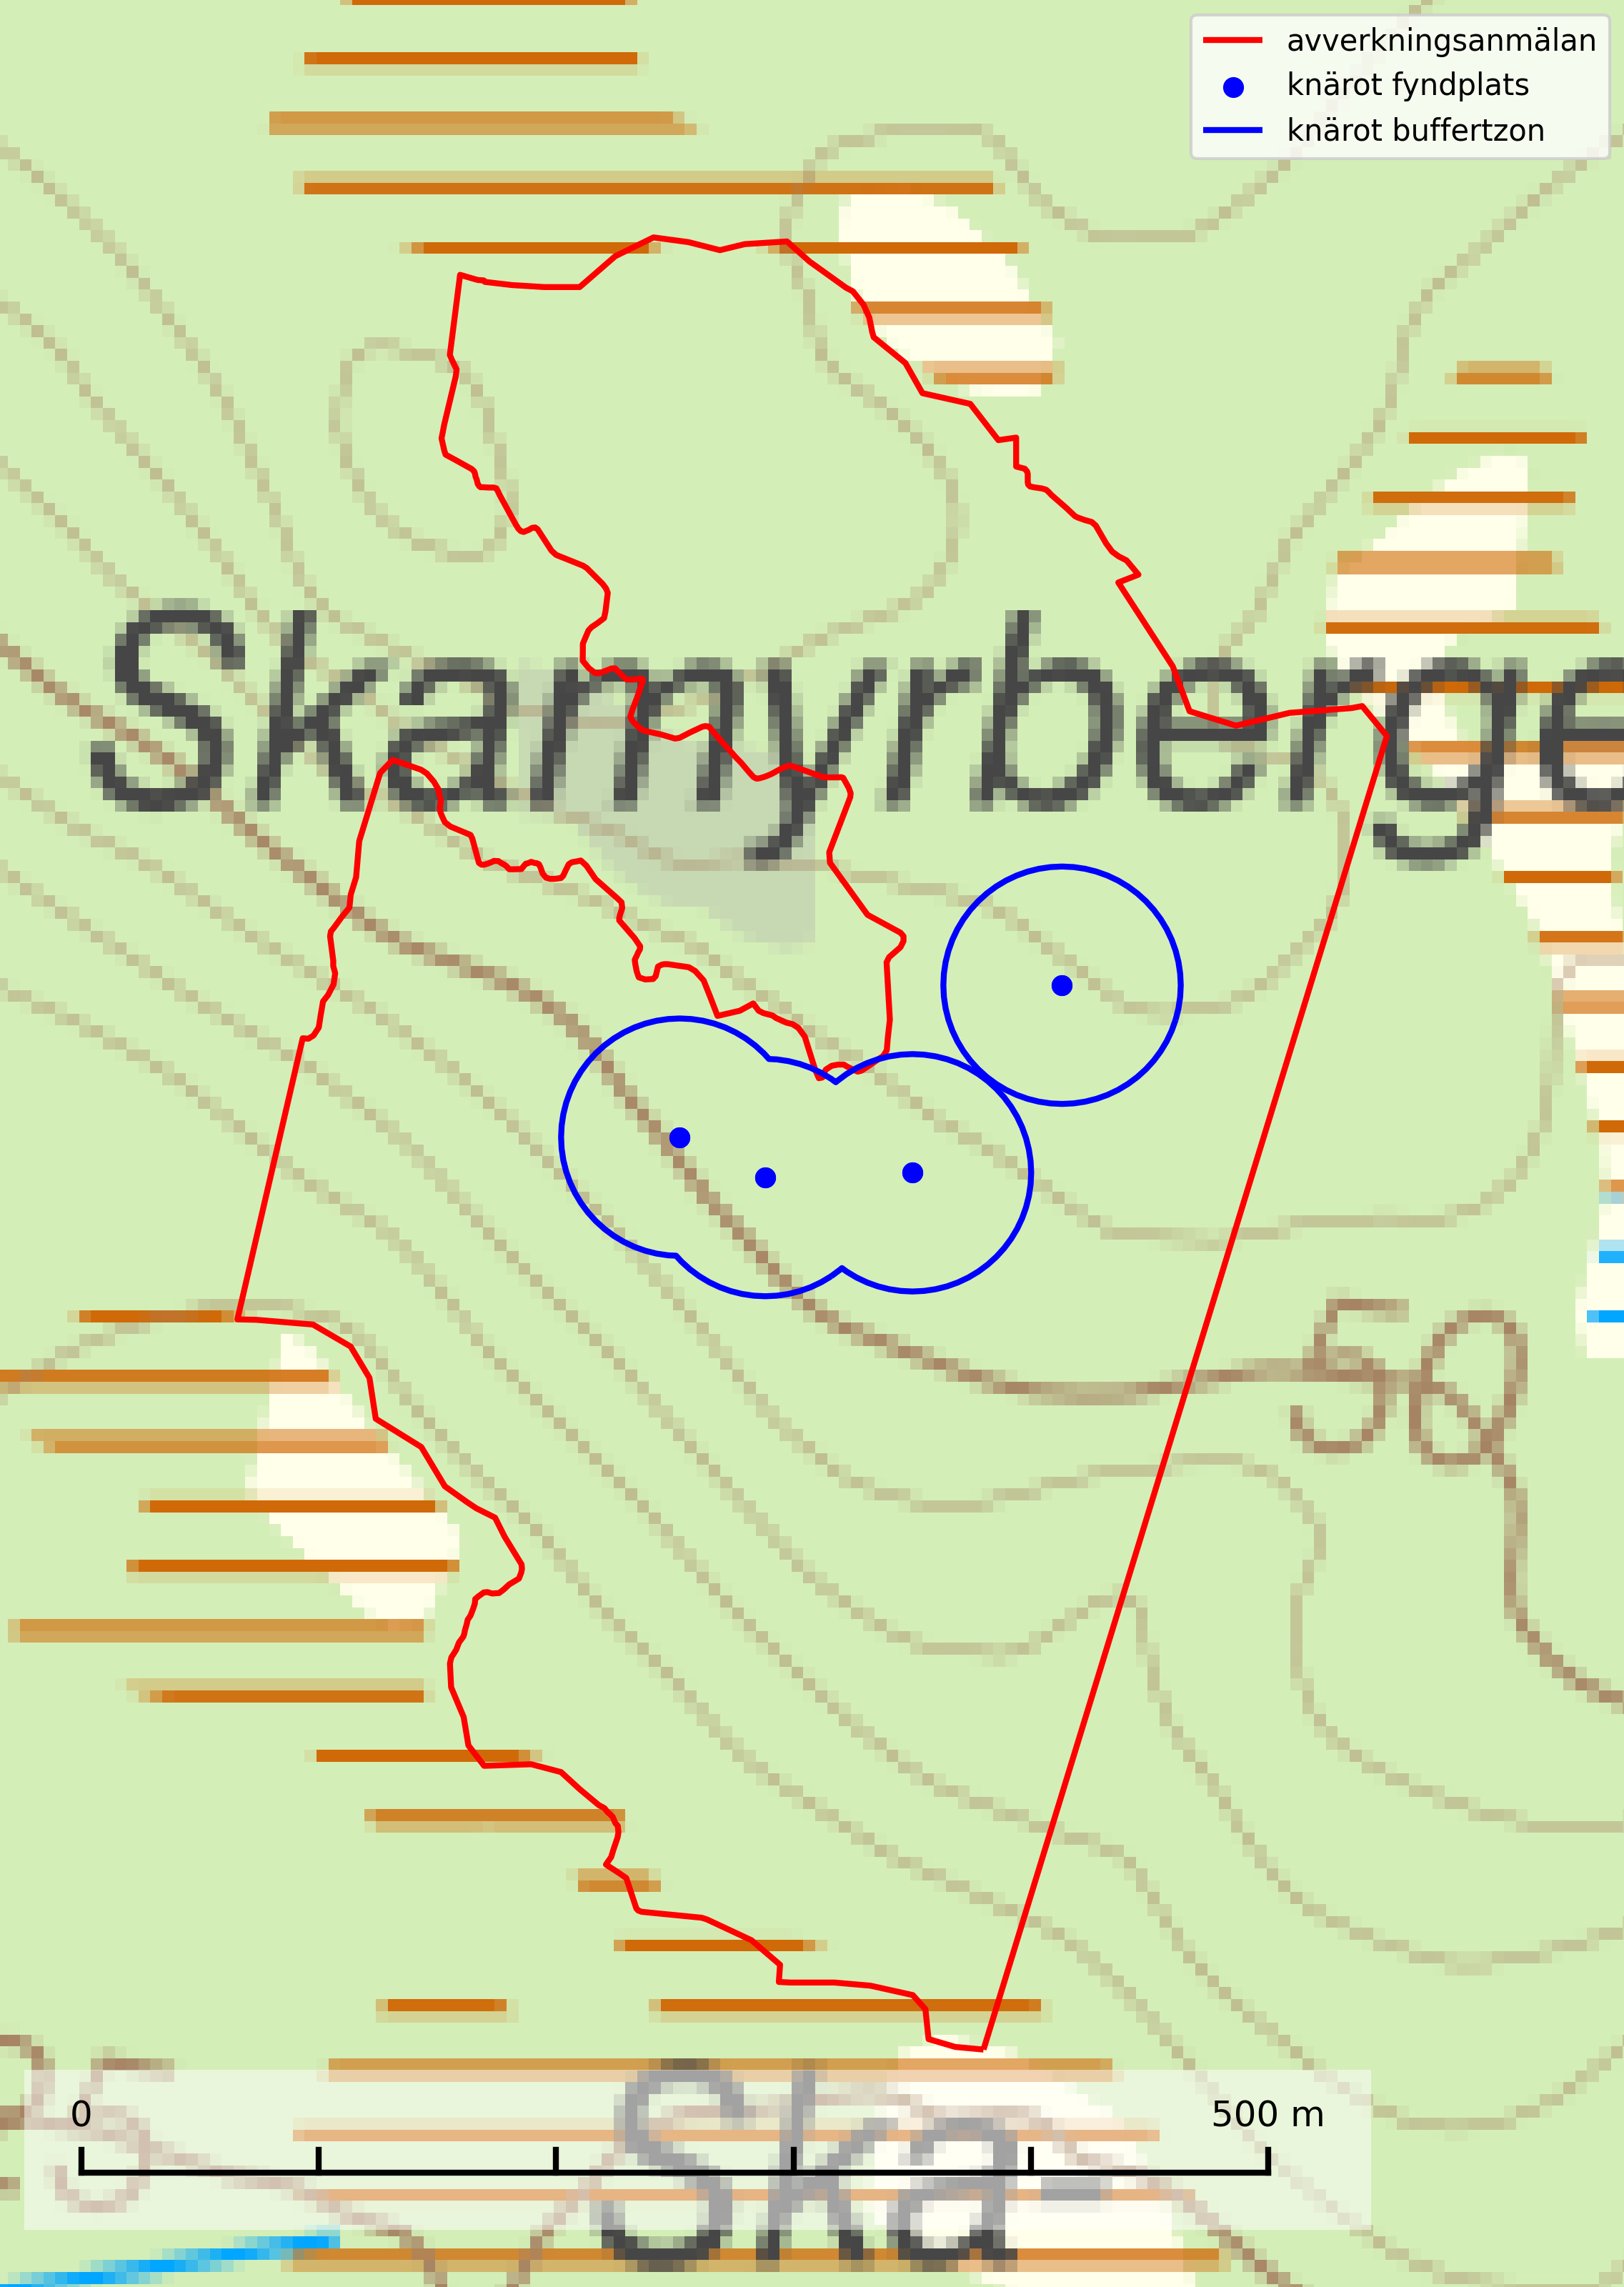 avverkningsanmälan
knärot fyndplats
knärot buffertzon
Skamyrberge
50
0 500 m
Ska-